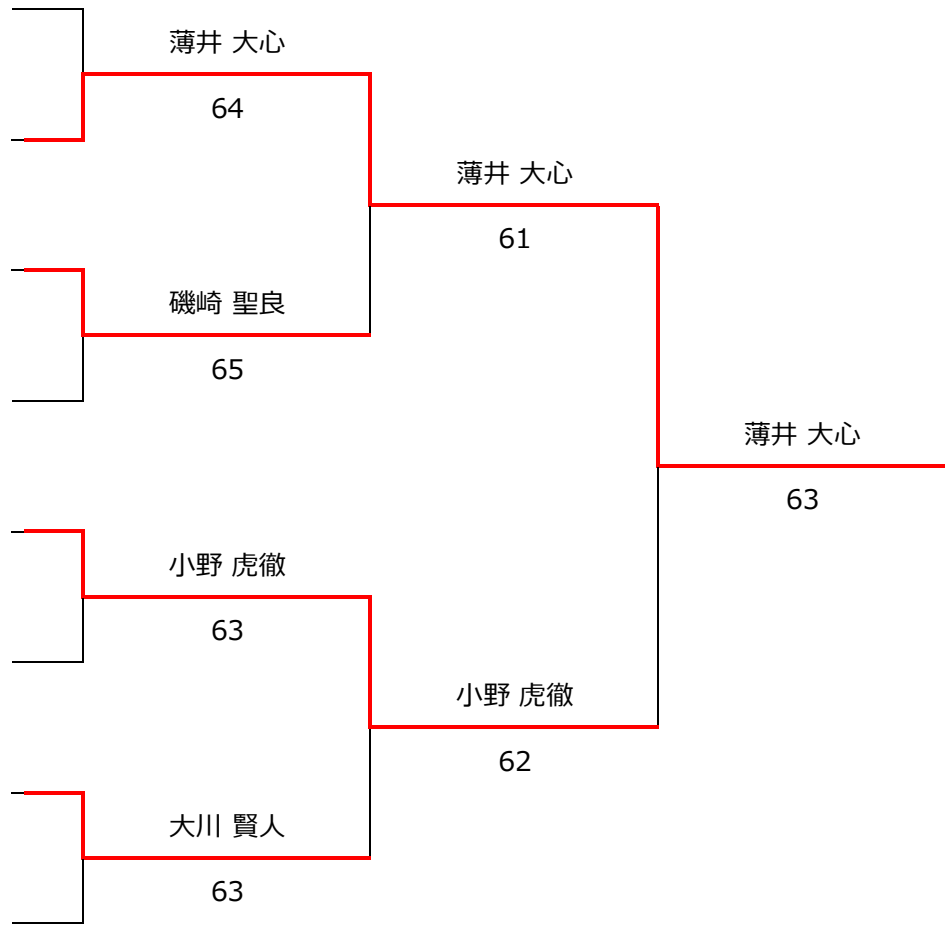 薄井 大心
64
薄井 大心
61
磯崎 聖良
65
薄井 大心
63
小野 虎徹
63
小野 虎徹
62
大川 賢人
63